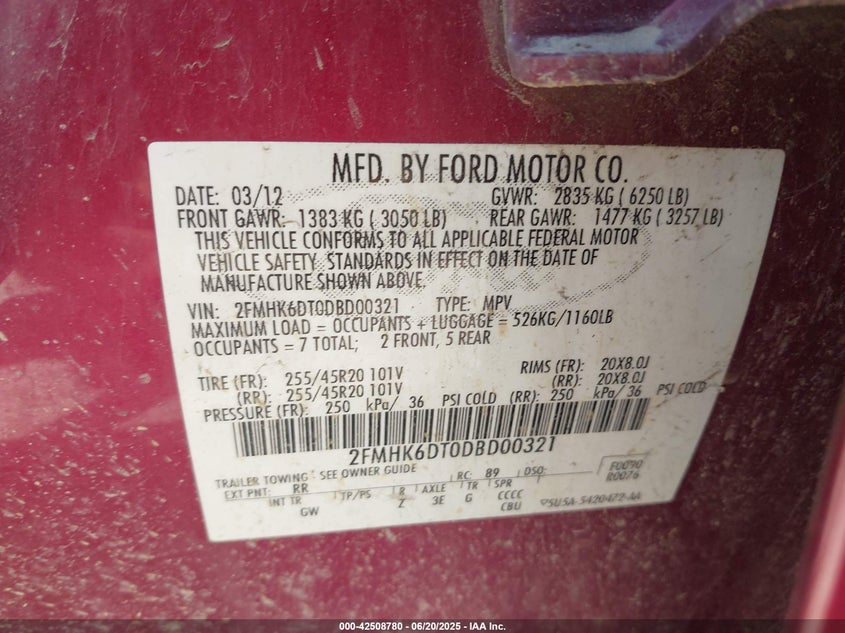 MFD. BY FORD MOTOR CO.
DATE: 03/12 GVWR: 2835 KG ( 6250 LB)
FRONT GAWR: 1383 KG ( 3050 LB) REAR GAWR: 1477 KG ( 3257 LB)
THIS VEHICLE CONFORMS TO ALL APPLICABLE FEDERAL MOTOR
VEHICLE SAFETY STANDARDS IN EFFECT ON THE DATE OF
MANUFACTURE SHOWN ABOVE.
VIN: 2FMHK6DT0DBD00321 TYPE: MPV
MAXIMUM LOAD = OCCUPANTS + LUGGAGE = 526KG/1160LB
OCCUPANTS = 7 TOTAL; 2 FRONT, 5 REAR
TIRE (FR): 255/45R20 101V RIMS (FR): 20X8.0J
(RR): 255/45R20 101V (RR): 20X8.0J
PRESSURE (FR): 250 kPa/ 36 PSI COLD (RR): 250 kPa/ 36 PSI COLD
2FMHK6DT0DBD00321
TRAILER TOWING - SEE OWNER GUIDE RC: 89 DSO: F0090
EXT PNT: RR R0076
INT TR TP/PS R AXLE TR SPR
GW Z 3E G CCCC
CBU 5U5A-5420472-AA
000-42508780 - 06/20/2025 - IAA Inc.